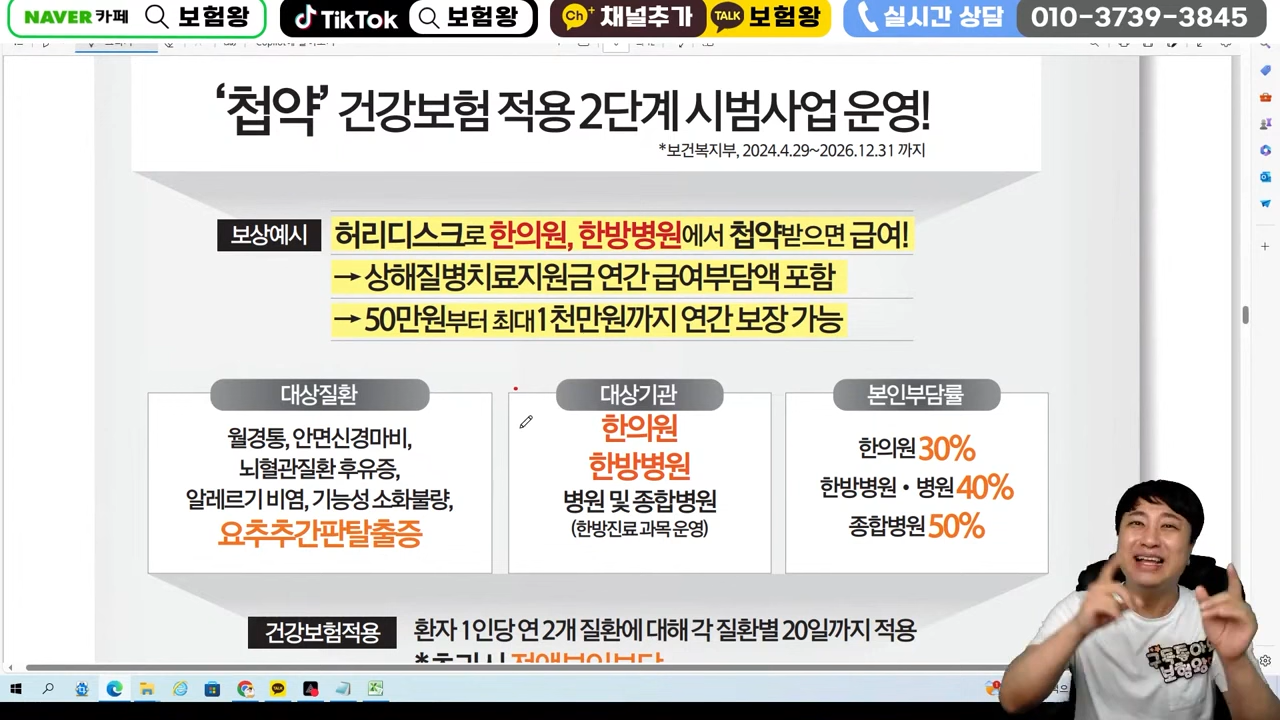 NAVER 카페 보험왕
TikTok 보험왕
Ch+ 채널추가 TALK 보험왕
실시간 상담 010-3739-3845
'첩약' 건강보험 적용 2단계 시범사업 운영!
*보건복지부, 2024.4.29~2026.12.31 까지
보상예시 허리디스크로 한의원, 한방병원에서 첩약받으면 급여!
→ 상해질병치료지원금 연간 급여부담액 포함
→ 50만원부터 최대 1천만원까지 연간 보장 가능
대상질환
월경통, 안면신경마비,
뇌혈관질환 후유증,
알레르기 비염, 기능성 소화불량,
요추추간판탈출증
대상기관
한의원
한방병원
병원 및 종합병원
(한방진료 과목 운영)
본인부담률
한의원 30%
한방병원·병원 40%
종합병원 50%
건강보험적용 환자 1인당 연 2개 질환에 대해 각 질환별 20일까지 적용
보험왕